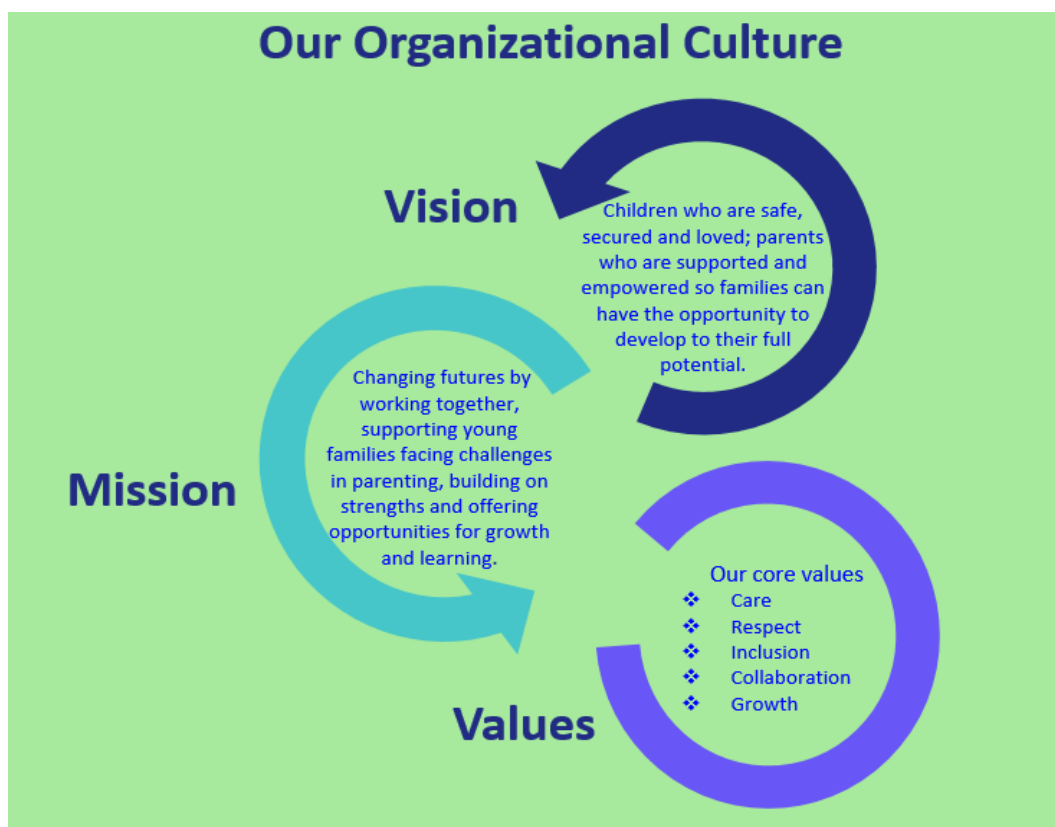 Our Organizational Culture
Vision
Children who are safe,
secured and loved; parents
who are supported and
empowered so families can
have the opportunity to
develop to their full
potential.
Mission
Changing futures by
working together,
supporting young
families facing challenges
in parenting, building on
strengths and offering
opportunities for growth
and learning.
Values
Our core values
❖ Care
❖ Respect
❖ Inclusion
❖ Collaboration
❖ Growth